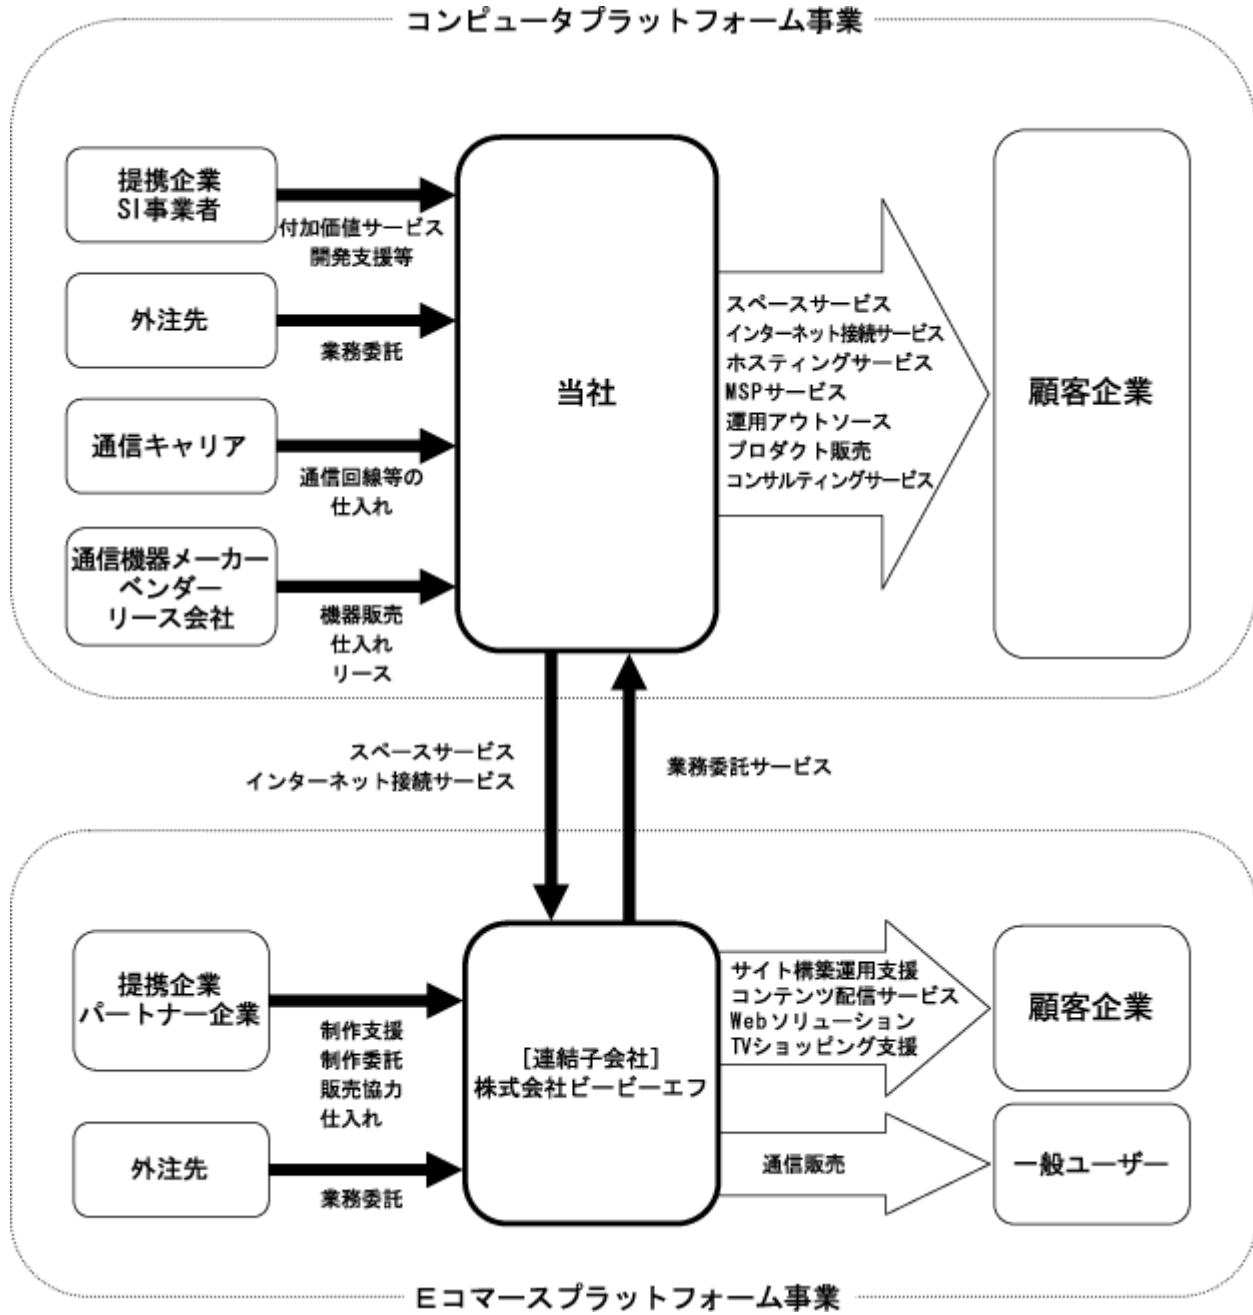 コンピュータプラットフォーム事業
提携企業
SI事業者
付加価値サービス
開発支援等
外注先
業務委託
通信キャリア
通信回線等の
仕入れ
通信機器メーカー
ベンダー
リース会社
機器販売
仕入れ
リース
当社
スペースサービス
インターネット接続サービス
ホスティングサービス
MSPサービス
運用アウトソース
プロダクト販売
コンサルティングサービス
顧客企業
スペースサービス
インターネット接続サービス
業務委託サービス
提携企業
パートナー企業
制作支援
制作委託
販売協力
仕入れ
外注先
業務委託
[連結子会社]
株式会社ビービーエフ
サイト構築運用支援
コンテンツ配信サービス
Webソリューション
TVショッピング支援
顧客企業
通信販売
一般ユーザー
Eコマースプラットフォーム事業